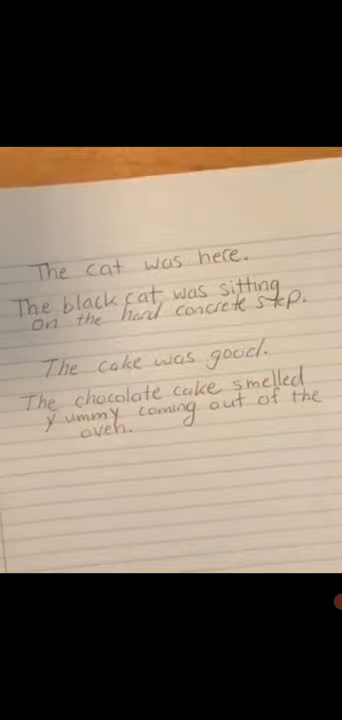 The cat was here.
The black cat was sitting
on the hard concrete step.
The cake was good.
The chocolate cake smelled
yummy coming out of the
oven.